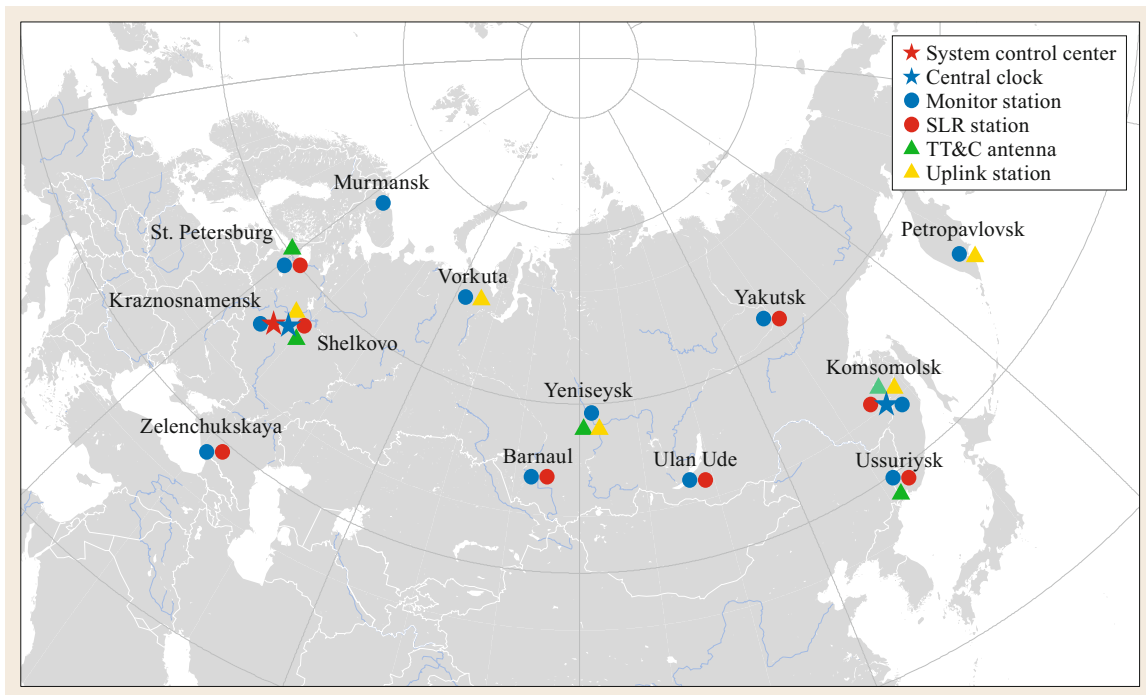 System control center
Central clock
Monitor station
SLR station
TT&C antenna
Uplink station
Murmansk
St. Petersburg
Petropavlovsk
Vorkuta
Kraznosnamensk
Yakutsk
Shelkovo
Komsomolsk
Yeniseysk
Zelenchukskaya
Barnaul
Ulan Ude
Ussuriysk